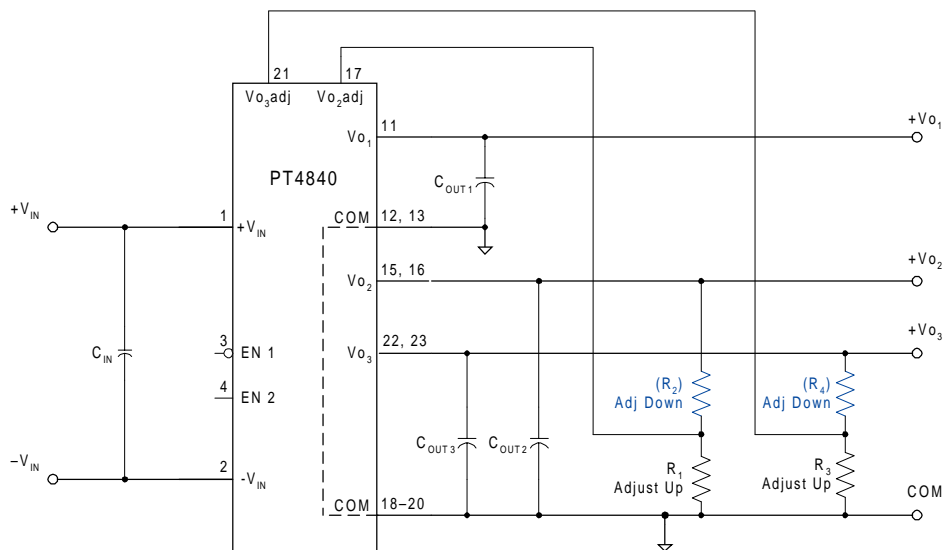 21 17
Vo3adj Vo2adj
11
+Vo1
Vo1
PT4840
COUT1
+VIN
1
+VIN
COM
12, 13
15, 16
+Vo2
Vo2
22, 23
+Vo3
3
EN 1
Vo3
CIN
4
EN 2
(R2)
Adj Down
(R4)
Adj Down
COUT3
COUT2
–VIN
2
-VIN
R1
Adjust Up
R3
Adjust Up
COM
18–20
COM